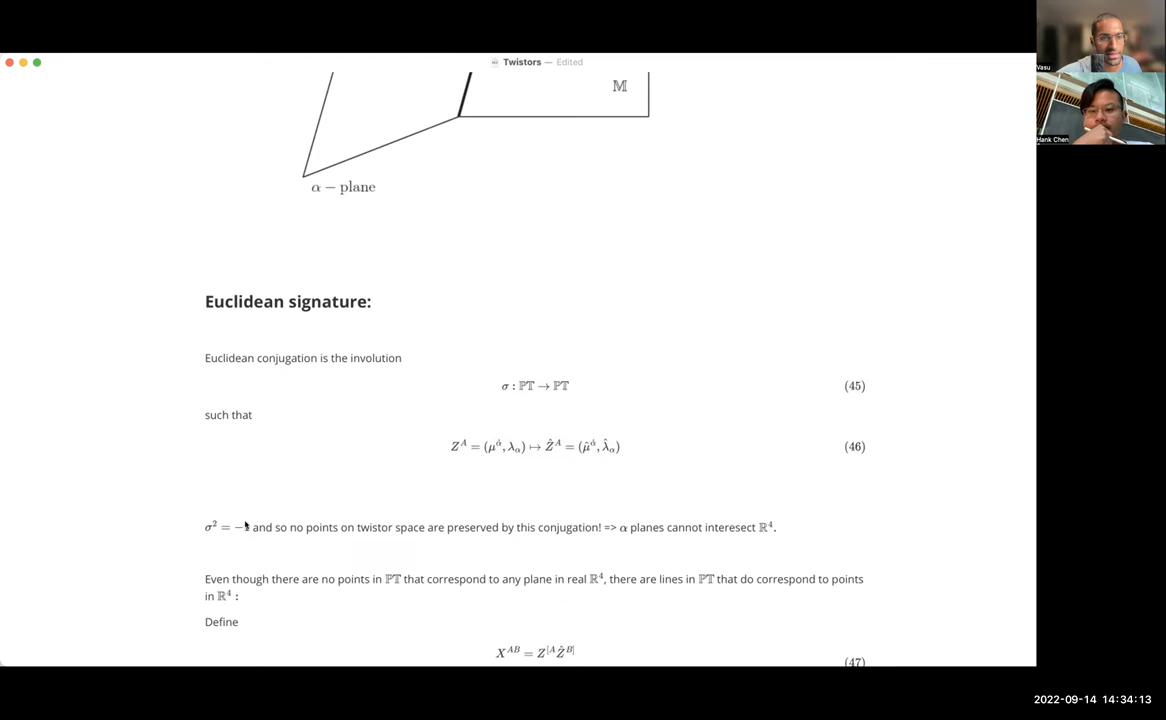 Twistors — Edited
Vasu
𝕄
α − plane
Hank Chen
Euclidean signature:
Euclidean conjugation is the involution
σ : ℙ𝕋 → ℙ𝕋 (45)
such that
Z^A = (μ^α̇, λ_α) ↦ Ẑ^A = (μ̂^α̇, λ̂_α) (46)
σ² = − and so no points on twistor space are preserved by this conjugation! => α planes cannot interesect ℝ⁴.
Even though there are no points in ℙ𝕋 that correspond to any plane in real ℝ⁴, there are lines in ℙ𝕋 that do correspond to points
in ℝ⁴ :
Define
X^{AB} = Z^{[A}Ẑ^{B]} (47)
2022-09-14 14:34:13